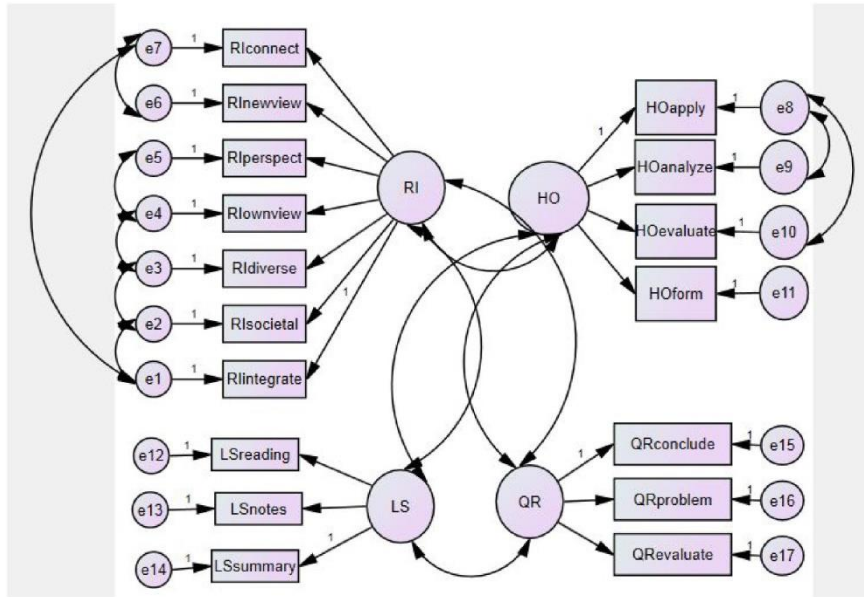 e7 1 RIconnect
e6 1 RInewview
e5 1 RIperspect
e4 1 RIownview
e3 1 RIdiverse
e2 1 RIsocietal
e1 1 RIintegrate
RI
1
HO
1
HOapply 1 e8
HOanalyze 1 e9
HOevaluate 1 e10
HOform 1 e11
e12 1 LSreading
e13 1 LSnotes
e14 1 LSsummary
LS
1
QR
1
QRconclude 1 e15
QRproblem 1 e16
QRevaluate 1 e17